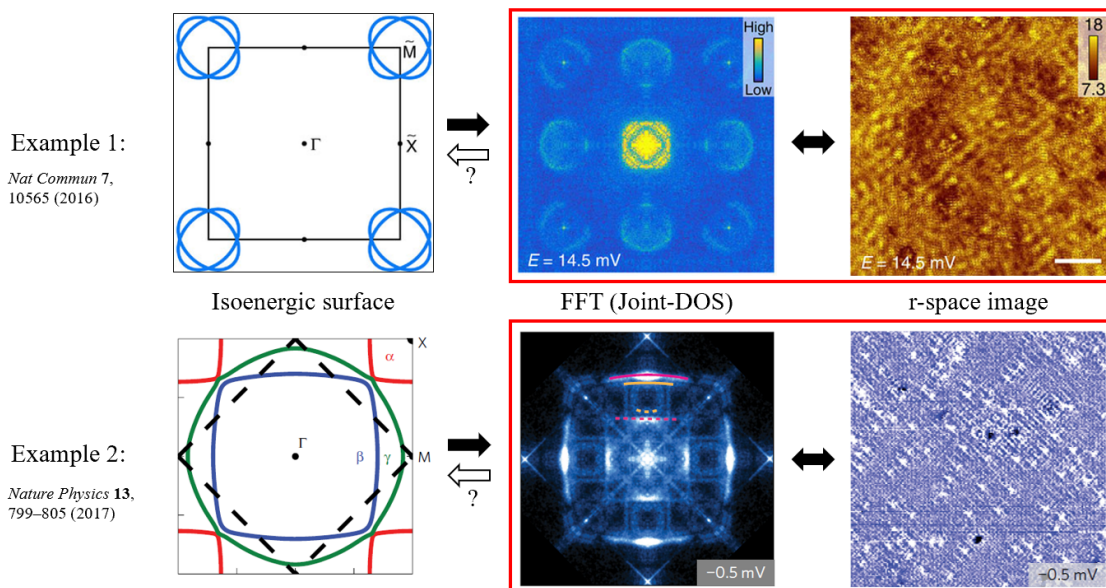 M̃
Γ
X̃
Example 1:
Nat Commun 7,
10565 (2016)
?
High
Low
E = 14.5 mV
18
7.3
E = 14.5 mV
Isoenergic surface
FFT (Joint-DOS)
r-space image
X
α
Γ
β
γ
M
Example 2:
Nature Physics 13,
799–805 (2017)
?
−0.5 mV
−0.5 mV